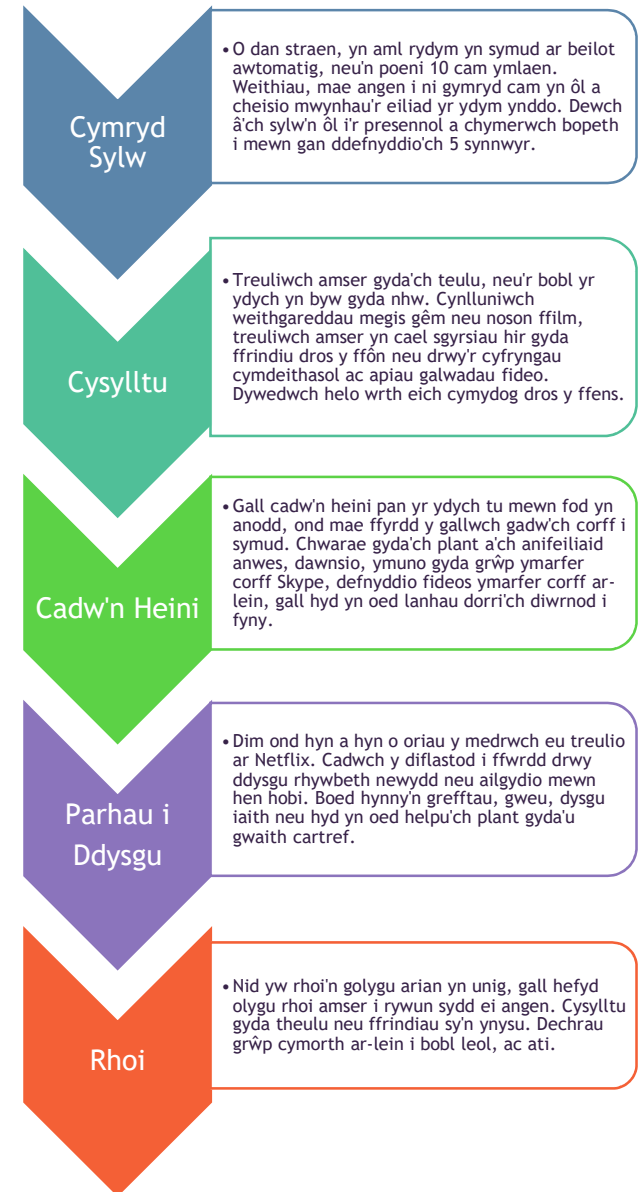 Cymryd
Sylw
•O dan straen, yn aml rydym yn symud ar beilot
awtomatig, neu'n poeni 10 cam ymlaen.
Weithiau, mae angen i ni gymryd cam yn ôl a
cheisio mwynhau'r eiliad yr ydym ynddo. Dewch
â'ch sylw'n ôl i'r presennol a chymerwch bopeth
i mewn gan ddefnyddio'ch 5 synnwyr.
Cysylltu
•Treuliwch amser gyda'ch teulu, neu'r bobl yr
ydych yn byw gyda nhw. Cynlluniwch
weithgareddau megis gêm neu noson ffilm,
treuliwch amser yn cael sgyrsiau hir gyda
ffrindiau dros y ffôn neu drwy'r cyfryngau
cymdeithasol ac apiau galwadau fideo.
Dywedwch helo wrth eich cymydog dros y ffens.
Cadw'n Heini
•Gall cadw'n heini pan yr ydych tu mewn fod yn
anodd, ond mae ffyrdd y gallwch gadw'ch corff i
symud. Chwarae gyda'ch plant a'ch anifeiliaid
anwes, dawnsio, ymuno gyda grŵp ymarfer
corff Skype, defnyddio fideos ymarfer corff ar-
lein, gall hyd yn oed lanhau dorri'ch diwrnod i
fyny.
Parhau i
Ddysgu
•Dim ond hyn a hyn o oriau y medrwch eu treulio
ar Netflix. Cadwch y diflastod i ffwrdd drwy
ddysgu rhywbeth newydd neu ailgydio mewn
hen hobi. Boed hynny'n grefftau, gweu, dysgu
iaith neu hyd yn oed helpu'ch plant gyda'u
gwaith cartref.
Rhoi
•Nid yw rhoi'n golygu arian yn unig, gall hefyd
olygu rhoi amser i rywun sydd ei angen. Cysylltu
gyda theulu neu ffrindiau sy'n ynysu. Dechrau
grŵp cymorth ar-lein i bobl leol, ac ati.